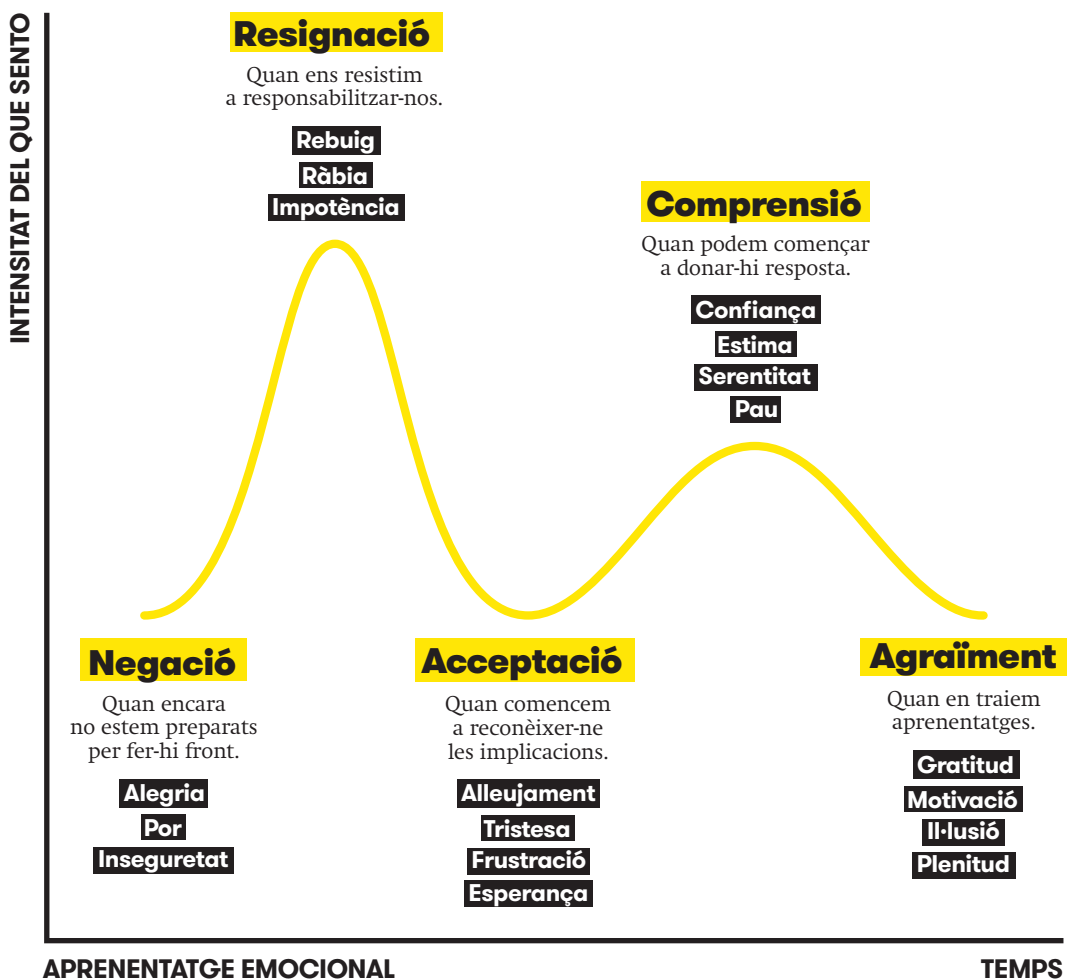 INTENSITAT DEL QUE SENTO
Resignació
Quan ens resistim
a responsabilitzar-nos.
Rebuig
Ràbia
Impotència
Comprensió
Quan podem començar
a donar-hi resposta.
Confiança
Estima
Serentitat
Pau
Negació
Quan encara
no estem preparats
per fer-hi front.
Alegria
Por
Inseguretat
Acceptació
Quan comencem
a reconèixer-ne
les implicacions.
Alleujament
Tristesa
Frustració
Esperança
Agraïment
Quan en traiem
aprenentatges.
Gratitud
Motivació
Il·lusió
Plenitud
APRENENTATGE EMOCIONAL
TEMPS